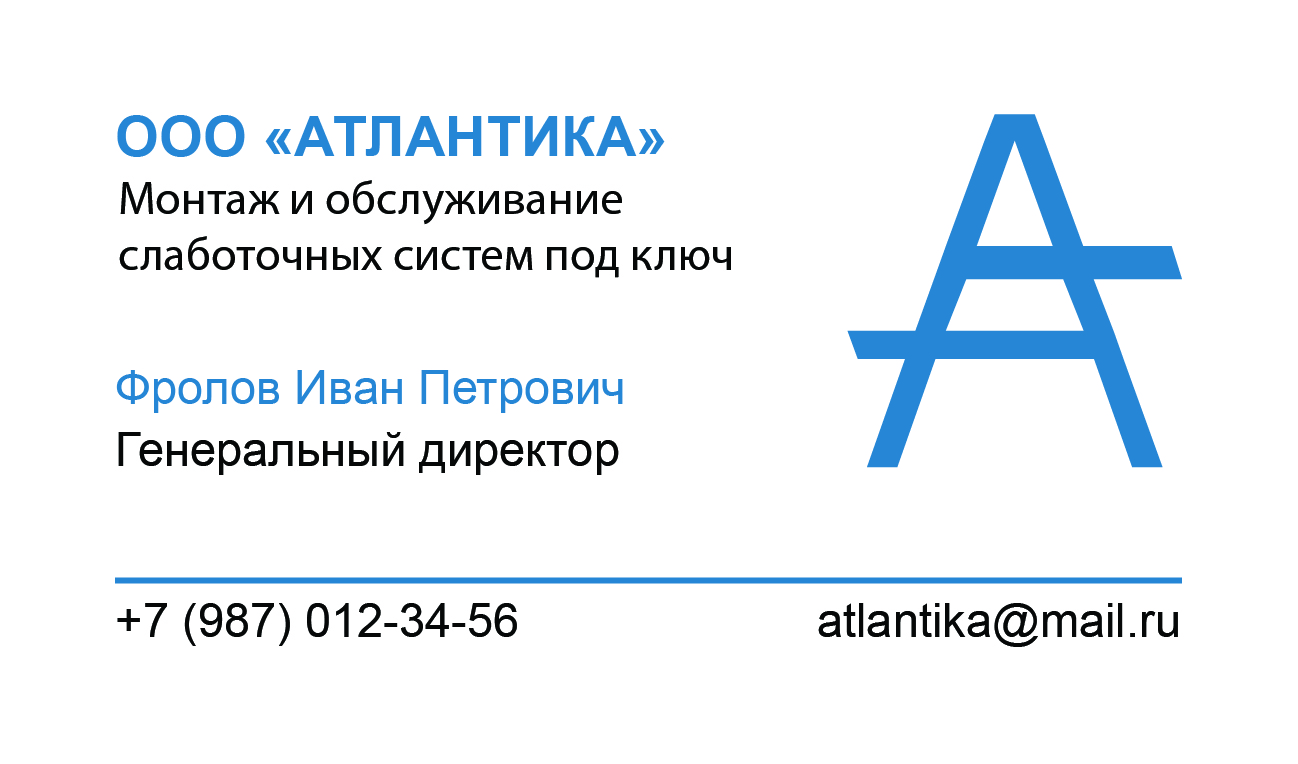 ООО «АТЛАНТИКА»
Монтаж и обслуживание
слаботочных систем под ключ
Фролов Иван Петрович
Генеральный директор
+7 (987) 012-34-56
atlantika@mail.ru